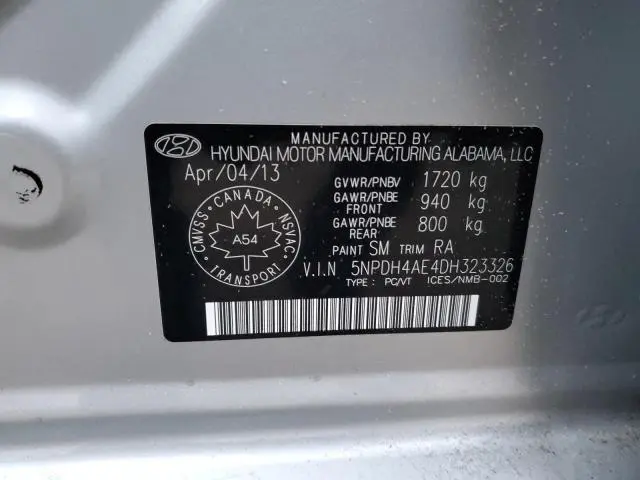 MANUFACTURED BY
HYUNDAI MOTOR MANUFACTURING ALABAMA, LLC
Apr/04/13
GVWR/PNBV 1720 kg
GAWR/PNBE FRONT 940 kg
GAWR/PNBE REAR 800 kg
PAINT SM TRIM RA
CANADA
CMVSS
NSVAC
A54
TRANSPORT
V.I.N 5NPDH4AE4DH323326
TYPE : PC/VT ICES/NMB-002